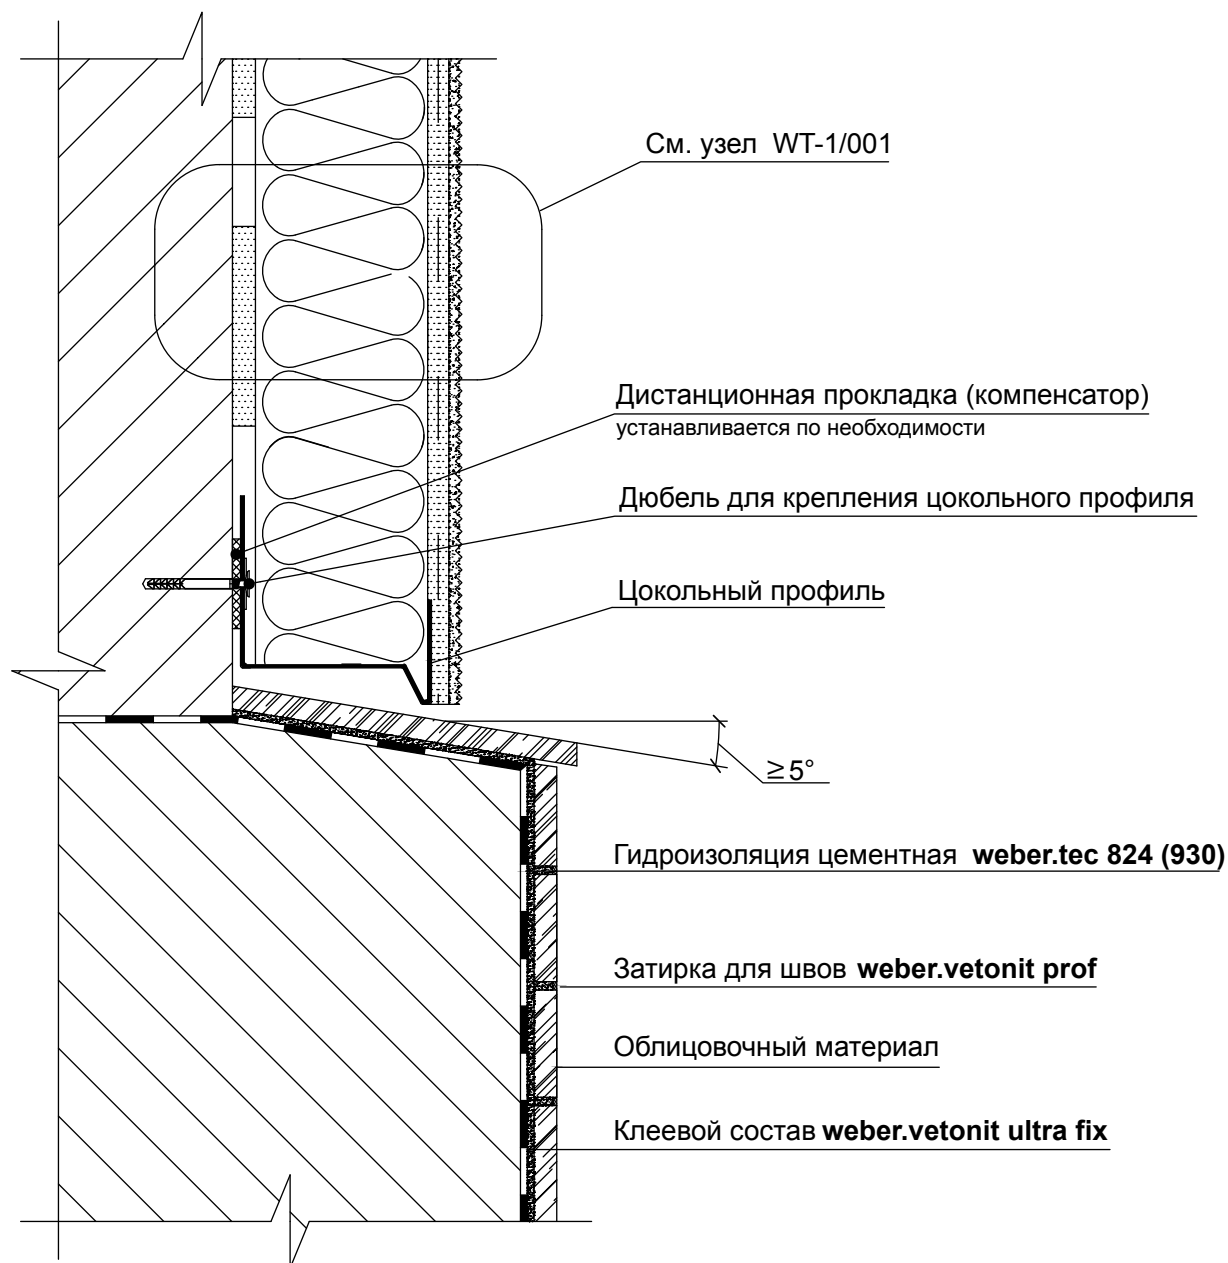 См. узел WT-1/001
Дистанционная прокладка (компенсатор)
устанавливается по необходимости
Дюбель для крепления цокольного профиля
Цокольный профиль
≥5°
Гидроизоляция цементная weber.tec 824 (930)
Затирка для швов weber.vetonit prof
Облицовочный материал
Клеевой состав weber.vetonit ultra fix